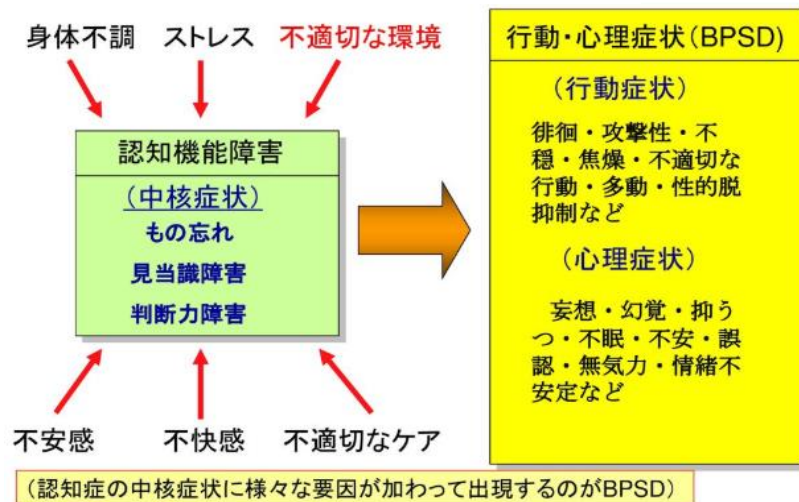 身体不調 ストレス 不適切な環境
認知機能障害
(中核症状)
もの忘れ
見当識障害
判断力障害
不安感 不快感 不適切なケア
行動・心理症状(BPSD)
(行動症状)
徘徊・攻撃性・不
穏・焦燥・不適切な
行動・多動・性的脱
抑制など
(心理症状)
妄想・幻覚・抑う
つ・不眠・不安・誤
認・無気力・情緒不
安定など
(認知症の中核症状に様々な要因が加わって出現するのがBPSD)